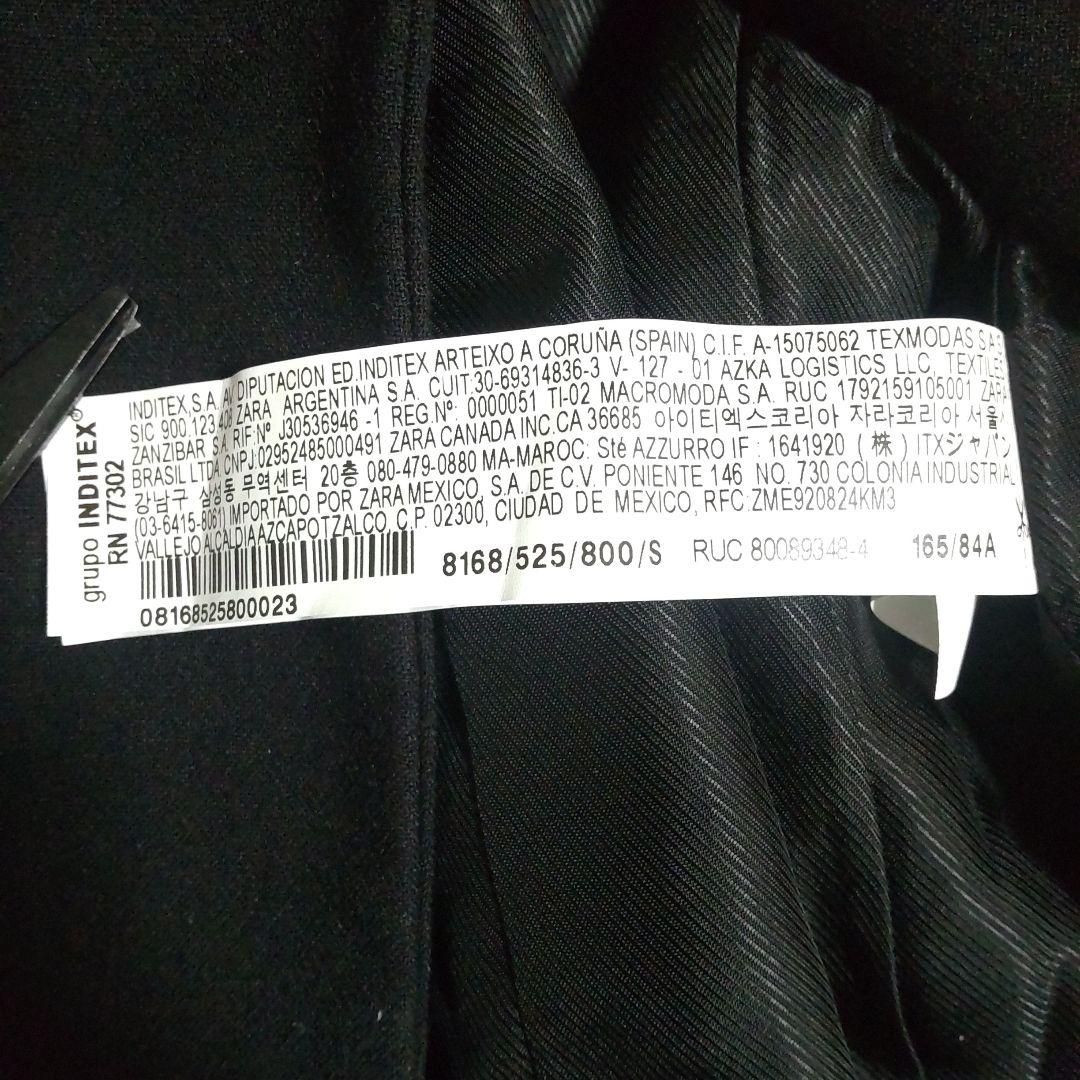 grupo INDITEX®
RN 77302
INDITEX,S.A. DIPUTACION ED.INDITEX ARTEIXO A CORUÑA (SPAIN) C.I.F. A-15075062 TEXMODAS S.A.S
SIC 900.123.408 ZARA ARGENTINA S.A. CUIT:30-69314836-3 V- 127 - 01 AZKA LOGISTICS LLC, TEXTILES
ZANZIBAR S.A RIF:Nº J30536946 -1 REG.Nº: 0000051 TI-02 MACROMODA S.A. RUC 1792159105001 ZARA
BRASIL LTDA CNPJ:02952485000491 ZARA CANADA INC.CA 36685 아이티엑스코리아 자라코리아 서울시
강남구 삼성동 무역센터 20층 080-479-0880 MA-MAROC: Sté AZZURRO IF : 1641920 (株) ITXジャパン
(03-6415-8061) IMPORTADO POR ZARA MEXICO, S.A. DE C.V. PONIENTE 146 NO. 730 COLONIA INDUSTRIAL
VALLEJO ALCALDIA AZCAPOTZALCO, C.P. 02300, CIUDAD DE MEXICO, RFC:ZME920824KM3
8168/525/800/S RUC 80089348-4 165/84A
08168525800023